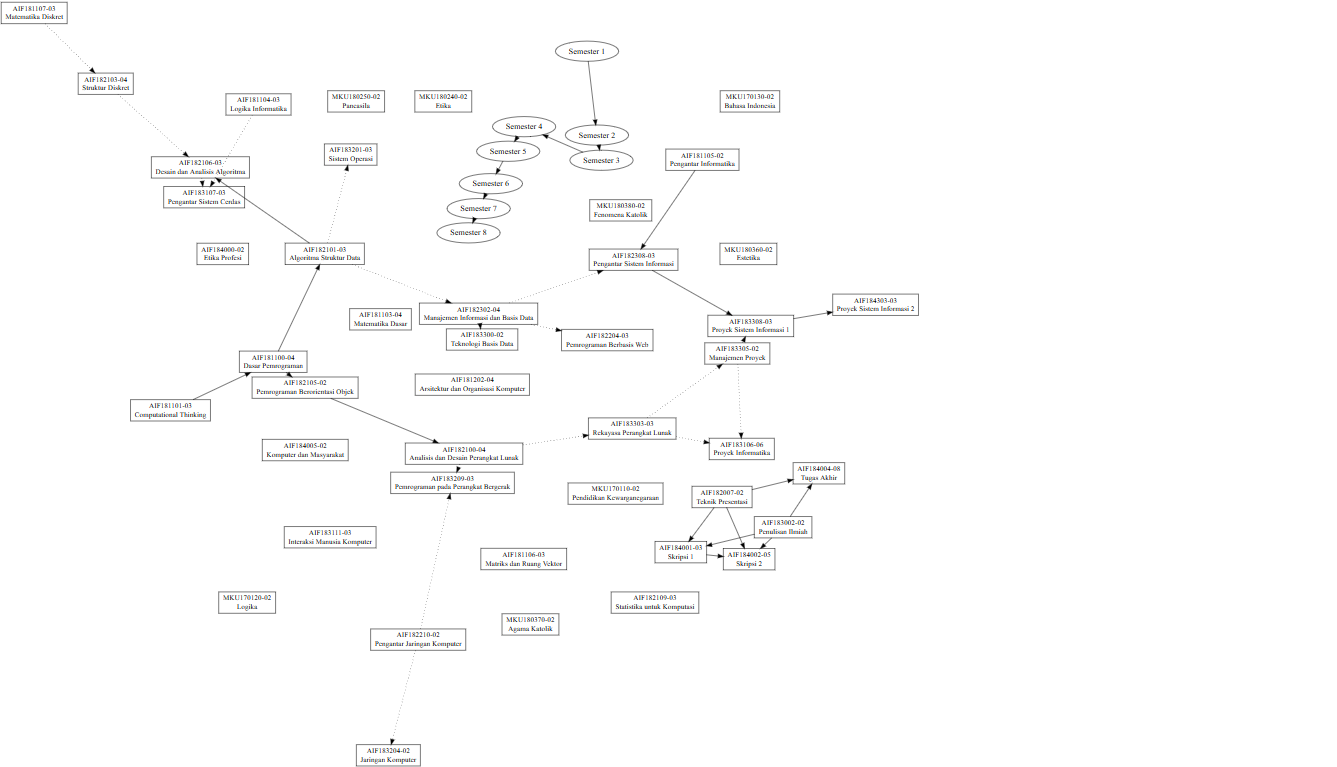 AIF181107-03
Matematika Diskret
Semester 1
AIF182103-04
Struktur Diskret
AIF181104-03
Logika Informatika
MKU180250-02
Pancasila
MKU180240-02
Etika
MKU170130-02
Bahasa Indonesia
Semester 4
Semester 2
Semester 5
Semester 3
AIF183201-03
Sistem Operasi
AIF181105-02
Pengantar Informatika
AIF182106-03
Desain dan Analisis Algoritma
AIF183107-03
Pengantar Sistem Cerdas
Semester 6
Semester 7
Semester 8
MKU180380-02
Fenomena Katolik
AIF184000-02
Etika Profesi
AIF182101-03
Algoritma Struktur Data
AIF182308-03
Pengantar Sistem Informasi
MKU180360-02
Estetika
AIF184303-03
Proyek Sistem Informasi 2
AIF181103-04
Matematika Dasar
AIF182302-04
Manajemen Informasi dan Basis Data
AIF183308-03
Proyek Sistem Informasi 1
AIF183300-02
Teknologi Basis Data
AIF182204-03
Pemrograman Berbasis Web
AIF183305-02
Manajemen Proyek
AIF181100-04
Dasar Pemrograman
AIF182105-02
Pemrograman Berorientasi Objek
AIF181202-04
Arsitektur dan Organisasi Komputer
AIF181101-03
Computational Thinking
AIF183303-03
Rekayasa Perangkat Lunak
AIF184005-02
Komputer dan Masyarakat
AIF182100-04
Analisis dan Desain Perangkat Lunak
AIF183106-06
Proyek Informatika
AIF183209-03
Pemrograman pada Perangkat Bergerak
AIF184004-08
Tugas Akhir
MKU170110-02
Pendidikan Kewarganegaraan
AIF182007-02
Teknik Presentasi
AIF183002-02
Penulisan Ilmiah
AIF183111-03
Interaksi Manusia Komputer
AIF184001-03
Skripsi 1
AIF184002-05
Skripsi 2
AIF181106-03
Matriks dan Ruang Vektor
MKU170120-02
Logika
AIF182109-03
Statistika untuk Komputasi
MKU180370-02
Agama Katolik
AIF182210-02
Pengantar Jaringan Komputer
AIF183204-02
Jaringan Komputer